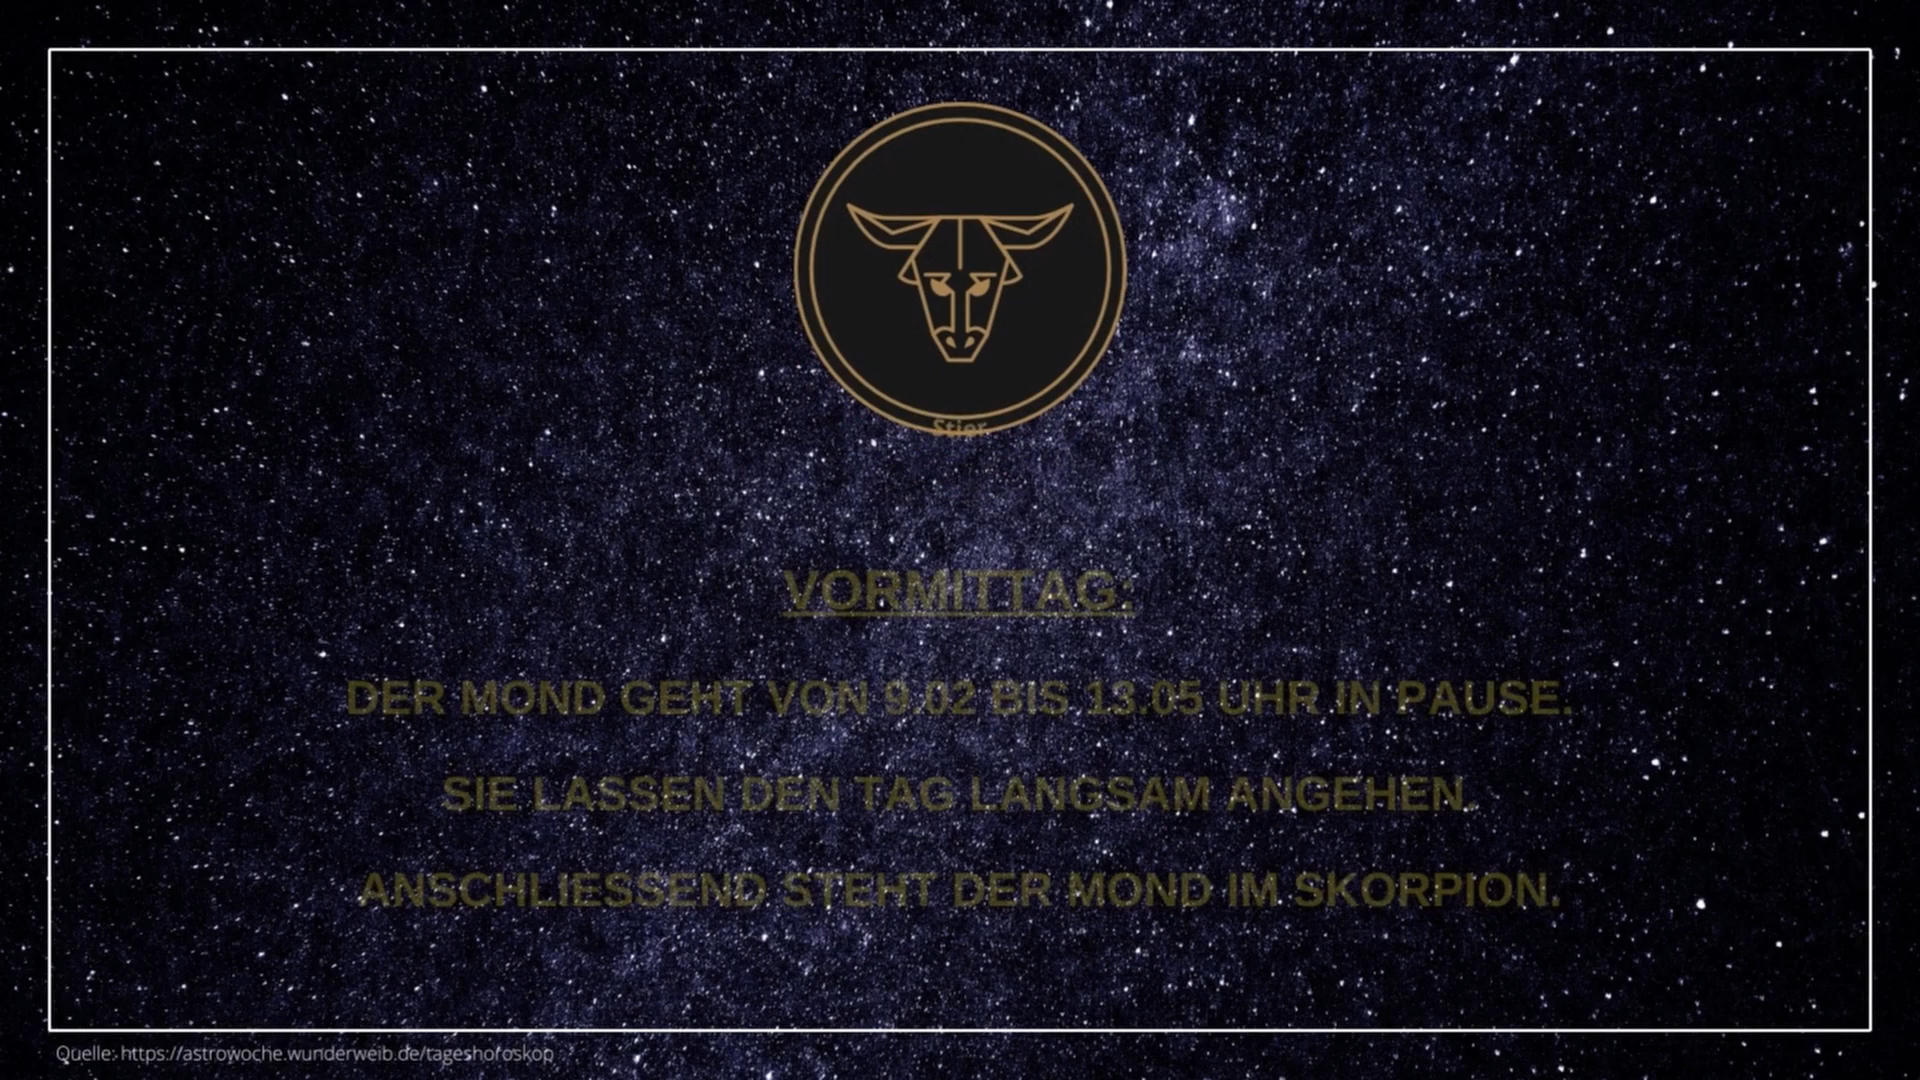 Stier
VORMITTAG:
DER MOND GEHT VON 9.02 BIS 13.05 UHR IN PAUSE.
SIE LASSEN DEN TAG LANGSAM ANGEHEN.
ANSCHLIESSEND STEHT DER MOND IM SKORPION.
Quelle: https://astrowoche.wunderweib.de/tageshoroskop